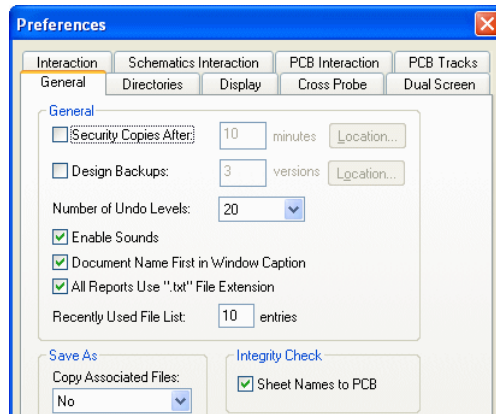 Preferences
Interaction Schematics Interaction PCB Interaction PCB Tracks
General Directories Display Cross Probe Dual Screen
General
Security Copies After: 10 minutes Location...
Design Backups: 3 versions Location...
Number of Undo Levels: 20
Enable Sounds
Document Name First in Window Caption
All Reports Use ".txt" File Extension
Recently Used File List: 10 entries
Save As Integrity Check
Copy Associated Files:
Sheet Names to PCB
No